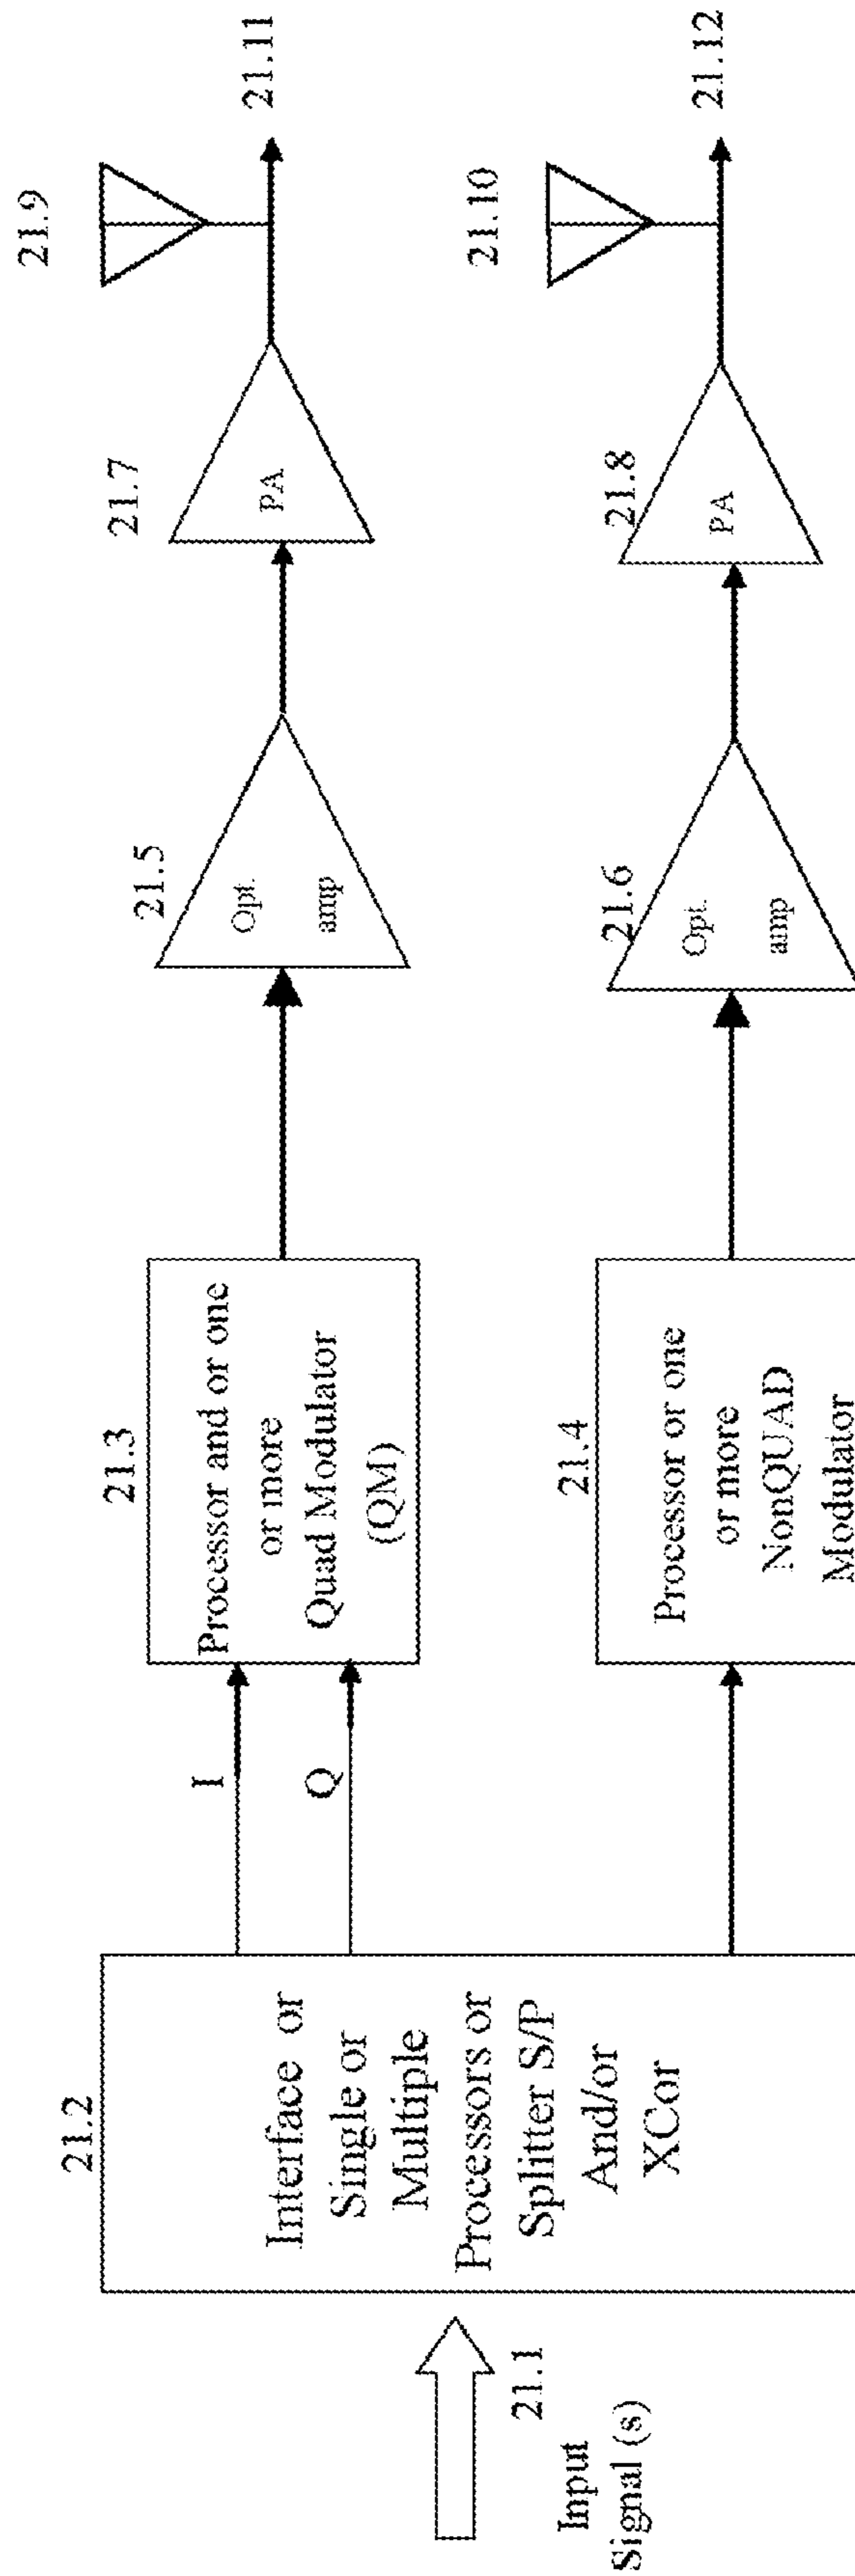 21.1
Input
Signal (s)
21.2
Interface or
Single or
Multiple
Processors or
Splitter S/P
And/or
XCor
I
Q
21.3
Processor and or one
or more
Quad Modulator
(QM)
21.5
Opt.
amp
21.7
PA
21.9
21.11
21.4
Processor or one
or more
NonQUAD
Modulator
21.6
Opt.
amp
21.8
PA
21.10
21.12